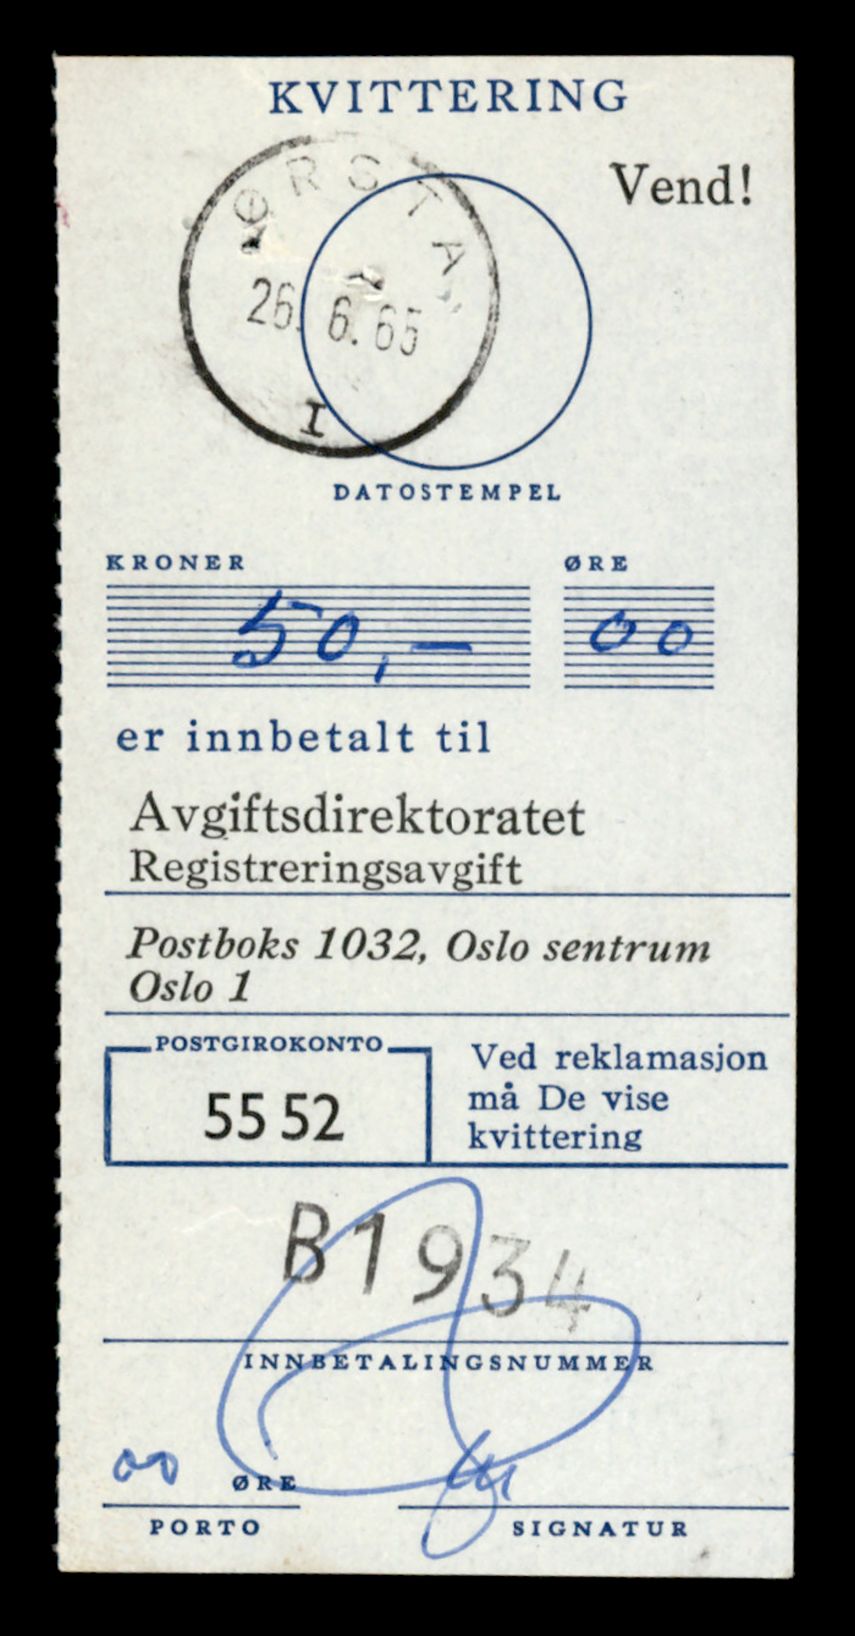 KVITTERING
Vend!
ØRSTA
26. 6. 65
I
DATOSTEMPEL
KRONER ØRE
50,- 00
er innbetalt til
Avgiftsdirektoratet
Registreringsavgift
Postboks 1032, Oslo sentrum
Oslo 1
POSTGIROKONTO
55 52
Ved reklamasjon
må De vise
kvittering
B1934
INNBETALINGSNUMMER
00 ØRE
PORTO
SIGNATUR